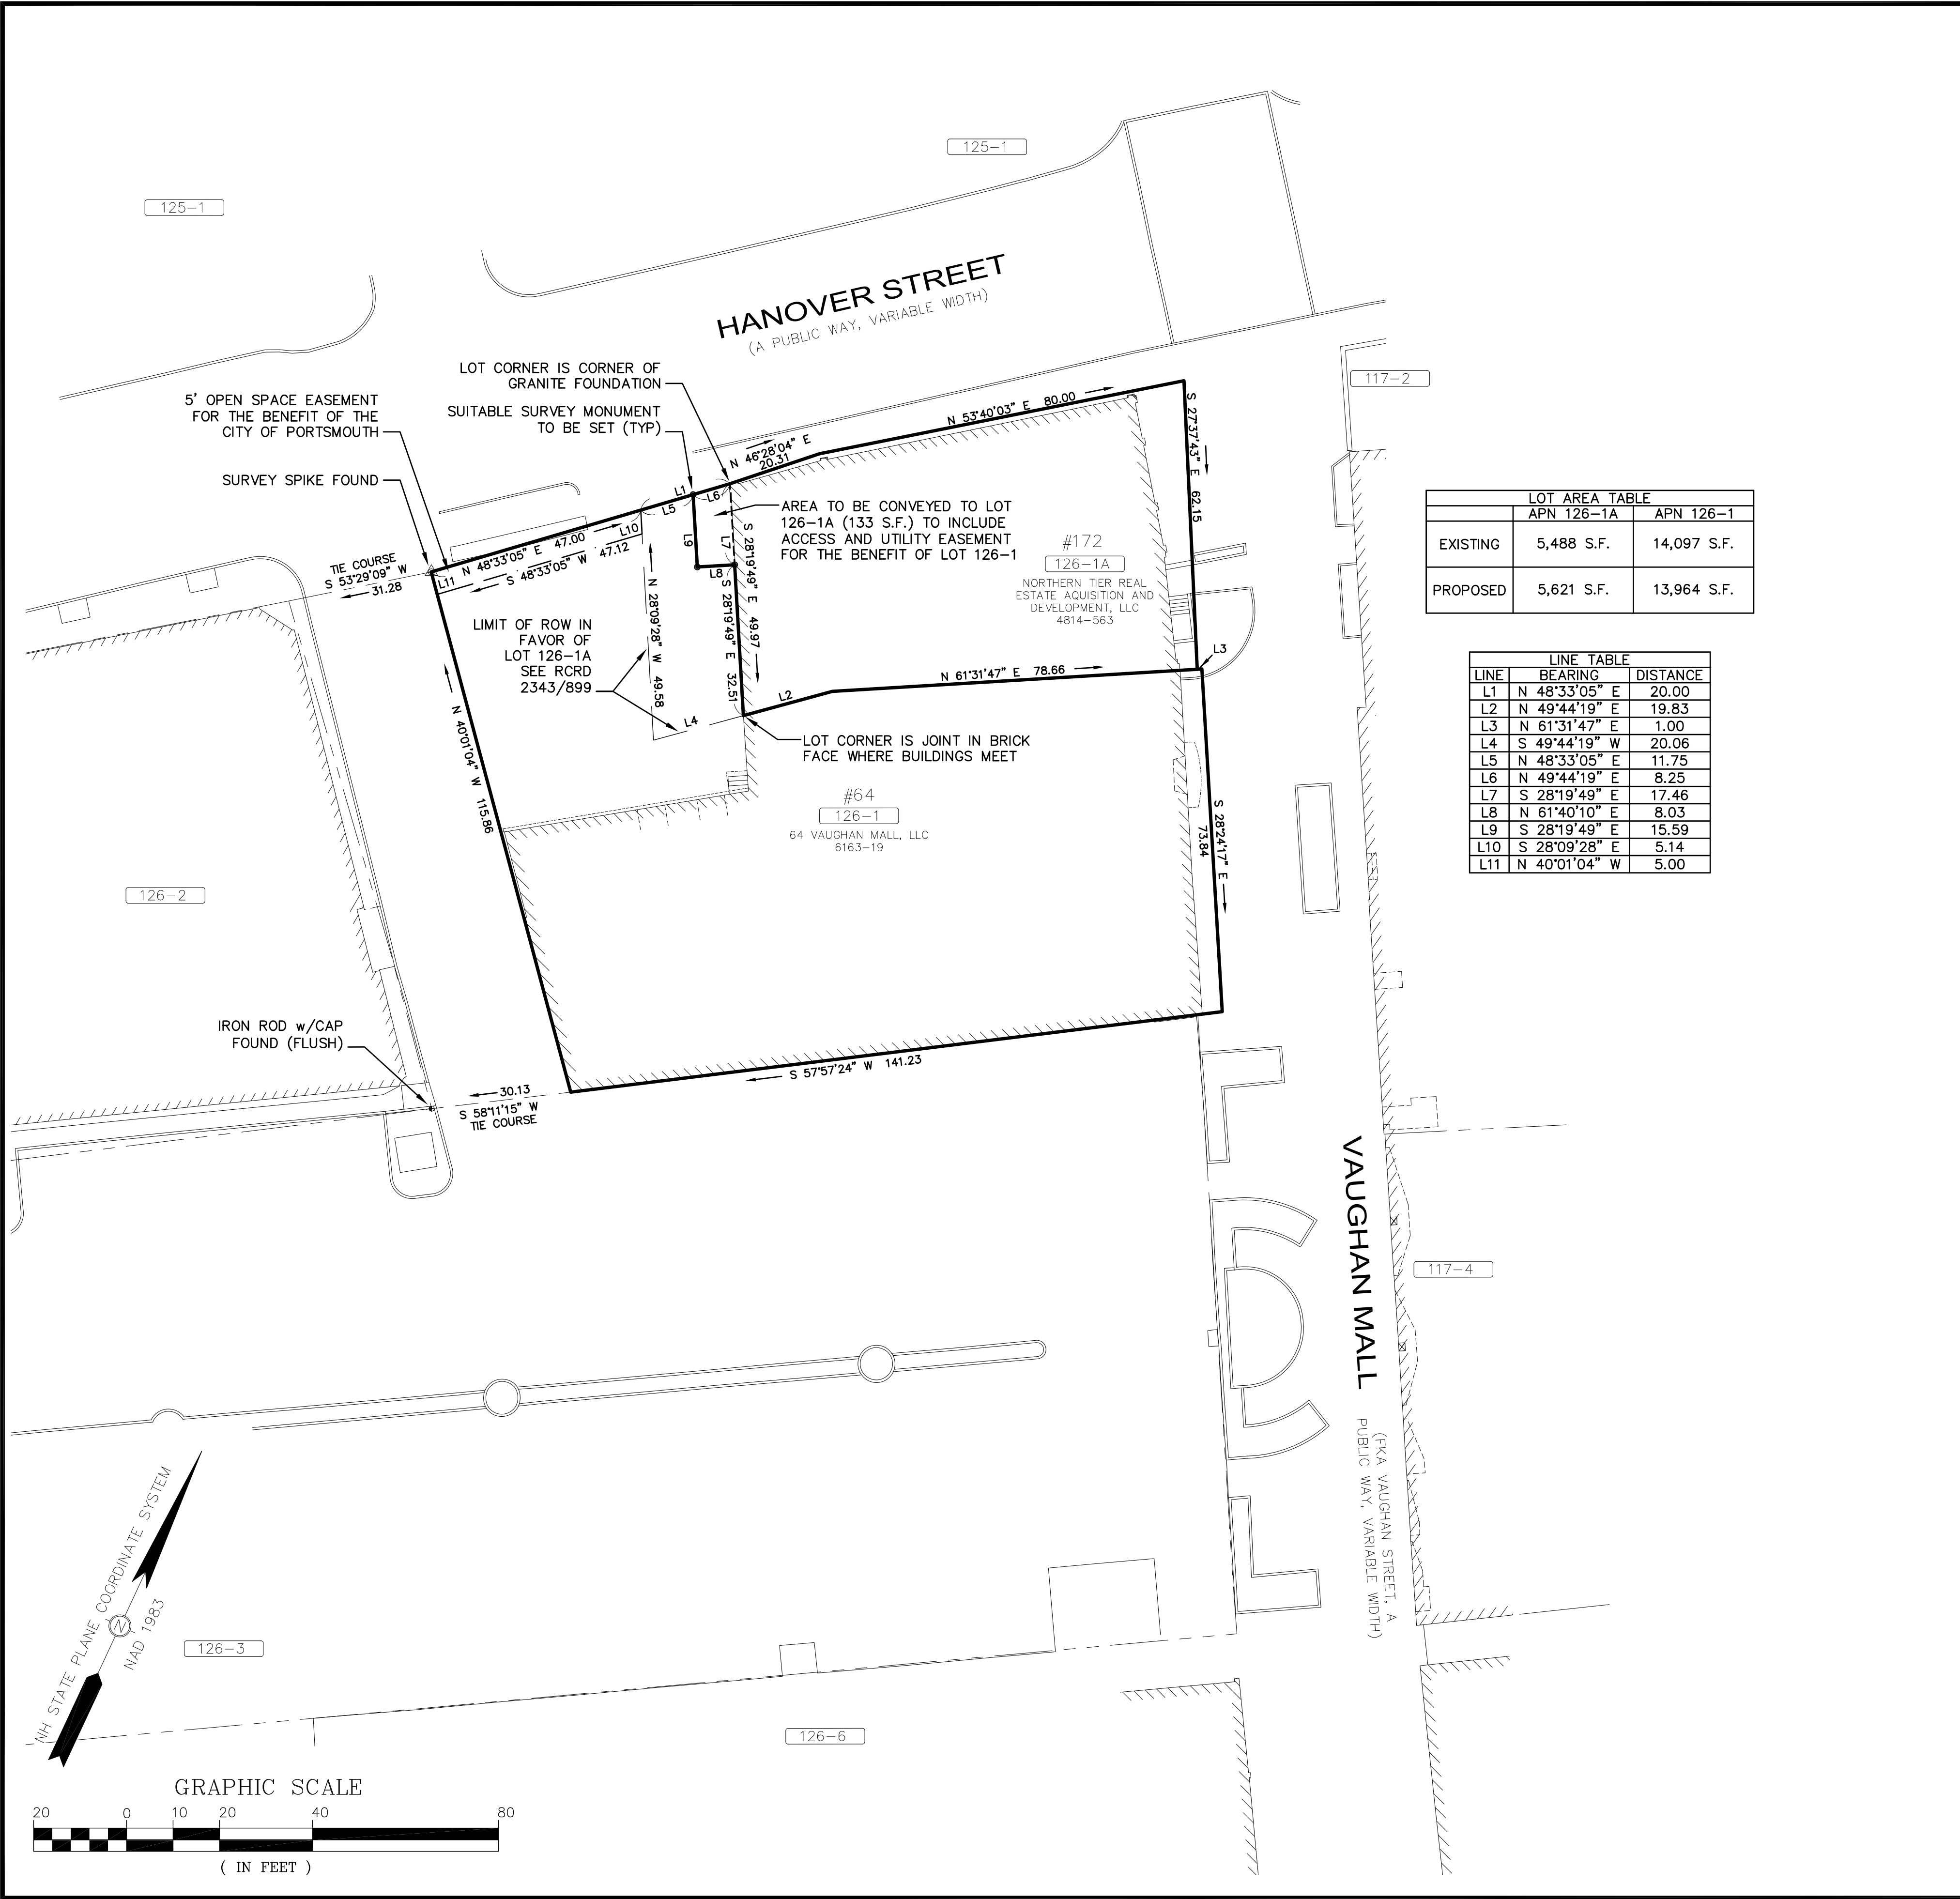 125-1
125-1
HANOVER STREET
(A PUBLIC WAY, VARIABLE WIDTH)
117-2
LOT CORNER IS CORNER OF
GRANITE FOUNDATION
5' OPEN SPACE EASEMENT
FOR THE BENEFIT OF THE
CITY OF PORTSMOUTH
SUITABLE SURVEY MONUMENT
TO BE SET (TYP)
SURVEY SPIKE FOUND
N 53°40'03" E 80.00
N 46°28'04" E
20.31
S 27°37'43" E 62.15
L1
L6
L5
L10
L9
L7
L8
L11
N 48°33'05" E 47.00
S 48°33'05" W 47.12
TIE COURSE
S 53°29'09" W
31.28
AREA TO BE CONVEYED TO LOT
126-1A (133 S.F.) TO INCLUDE
ACCESS AND UTILITY EASEMENT
FOR THE BENEFIT OF LOT 126-1
#172
126-1A
NORTHERN TIER REAL
ESTATE AQUISITION AND
DEVELOPMENT, LLC
4814-563
S 28°19'49" E 49.97
S 28°19'49" E 32.51
N 28°09'28" W 49.58
LIMIT OF ROW IN
FAVOR OF
LOT 126-1A
SEE RCRD
2343/899
L3
N 61°31'47" E 78.66
L2
L4
LOT CORNER IS JOINT IN BRICK
FACE WHERE BUILDINGS MEET
N 40°01'04" W 115.86
#64
126-1
64 VAUGHAN MALL, LLC
6163-19
S 28°24'17" E
73.84
126-2
IRON ROD w/CAP
FOUND (FLUSH)
S 57°57'24" W 141.23
30.13
S 58°11'15" W
TIE COURSE
VAUGHAN MALL
(FKA VAUGHAN STREET, A
PUBLIC WAY, VARIABLE WIDTH)
117-4
LOT AREA TABLE
APN 126-1A APN 126-1
EXISTING 5,488 S.F. 14,097 S.F.
PROPOSED 5,621 S.F. 13,964 S.F.
LINE TABLE
LINE BEARING DISTANCE
L1 N 48°33'05" E 20.00
L2 N 49°44'19" E 19.83
L3 N 61°31'47" E 1.00
L4 S 49°44'19" W 20.06
L5 N 48°33'05" E 11.75
L6 N 49°44'19" E 8.25
L7 S 28°19'49" E 17.46
L8 N 61°40'10" E 8.03
L9 S 28°19'49" E 15.59
L10 S 28°09'28" E 5.14
L11 N 40°01'04" W 5.00
NH STATE PLANE COORDINATE SYSTEM
N
NAD 1983
126-3
126-6
GRAPHIC SCALE
20 0 10 20 40 80
( IN FEET )